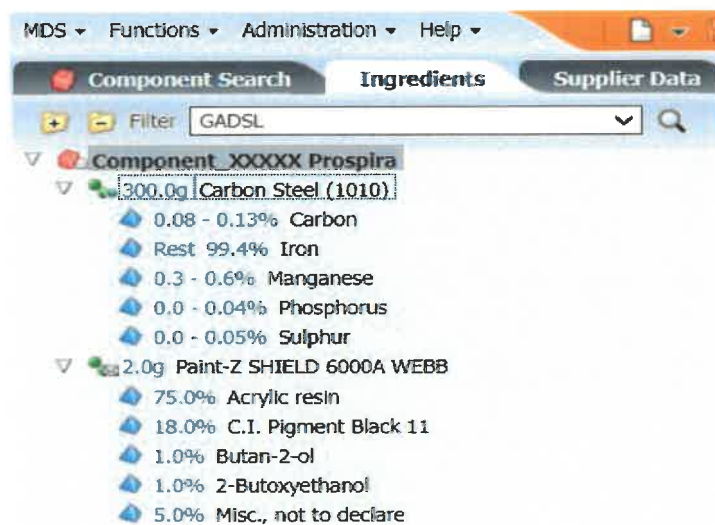 MDS Functions Administration Help
Component Search Ingredients Supplier Data
Filter GADSL
Component_XXXXX Prospira
300.0g Carbon Steel (1010)
0.08 - 0.13% Carbon
Rest 99.4% Iron
0.3 - 0.6% Manganese
0.0 - 0.04% Phosphorus
0.0 - 0.05% Sulphur
2.0g Paint-Z SHIELD 6000A WEBB
75.0% Acrylic resin
18.0% C.I. Pigment Black 11
1.0% Butan-2-ol
1.0% 2-Butoxyethanol
5.0% Misc., not to declare